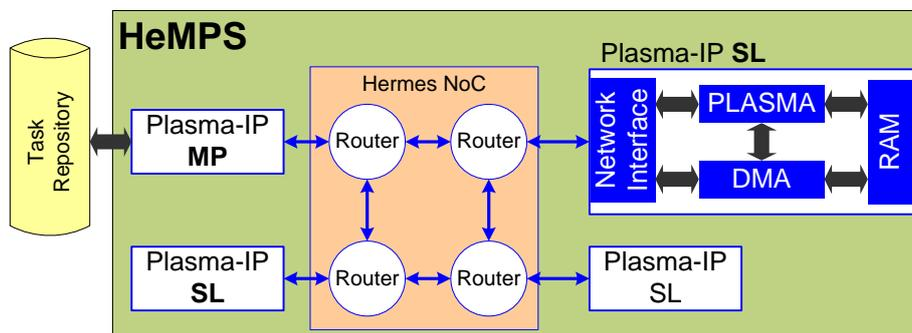 HeMPS
Task
Repository
Plasma-IP
MP
Plasma-IP
SL
Hermes NoC
Router
Router
Router
Router
Plasma-IP SL
Network
Interface
PLASMA
DMA
RAM
Plasma-IP
SL